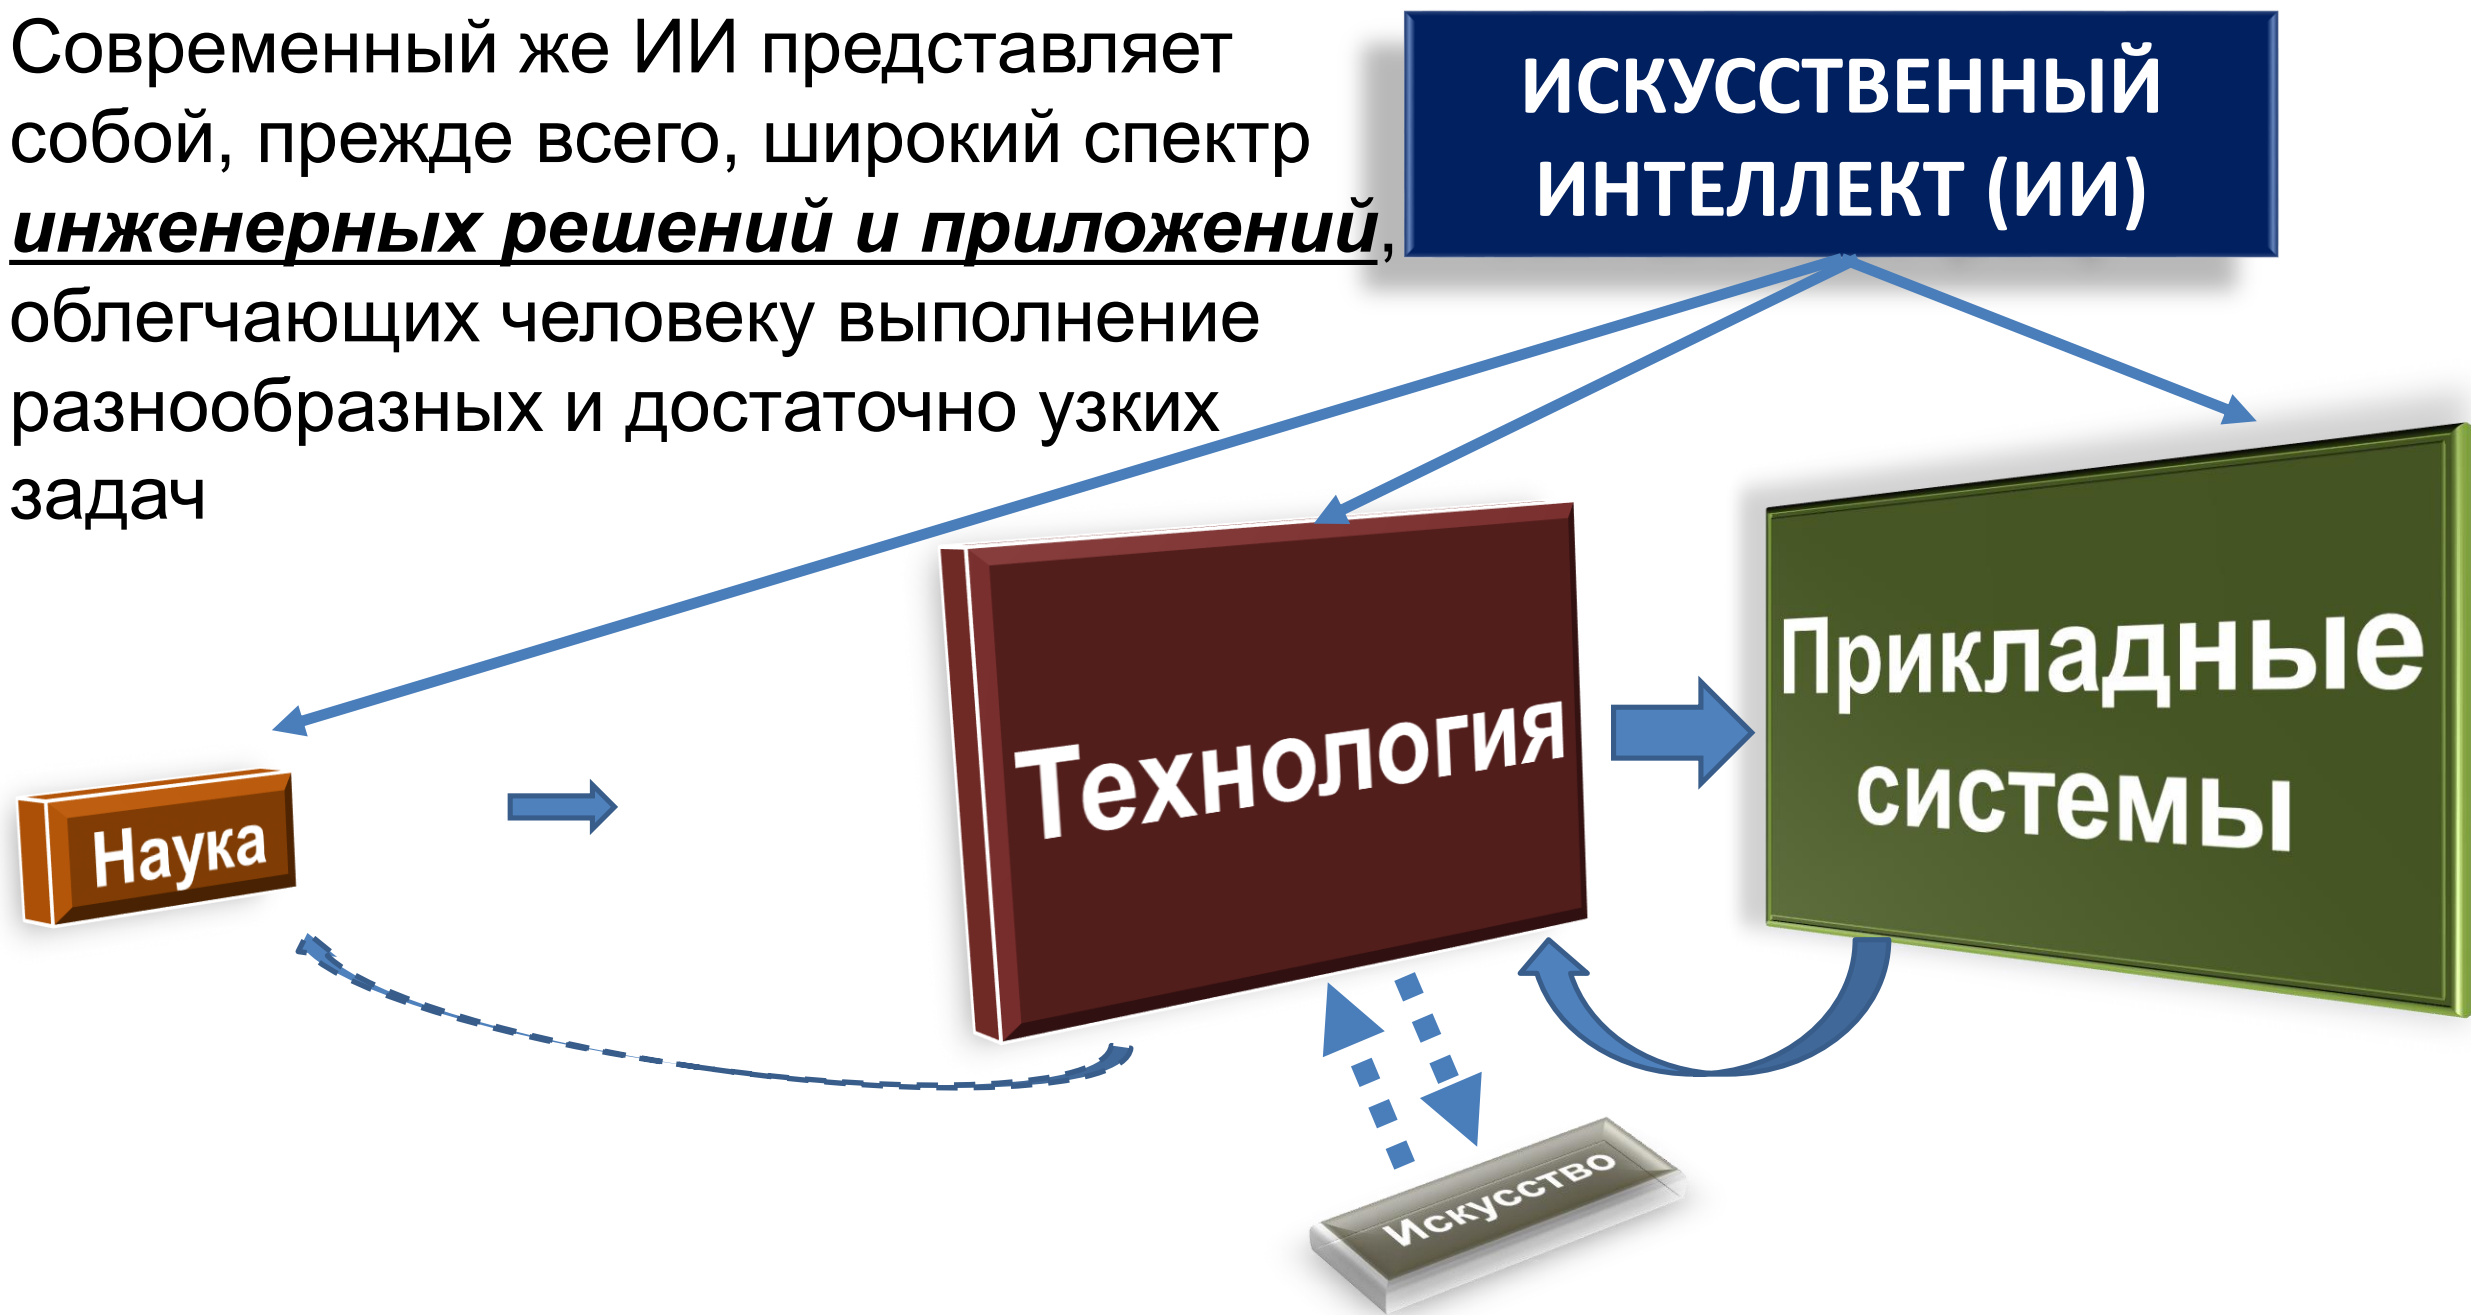 Современный же ИИ представляет
собой, прежде всего, широкий спектр
инженерных решений и приложений,
облегчающих человеку выполнение
разнообразных и достаточно узких
задач
ИСКУССТВЕННЫЙ
ИНТЕЛЛЕКТ (ИИ)
Наука
Технология
Прикладные
системы
Искусство